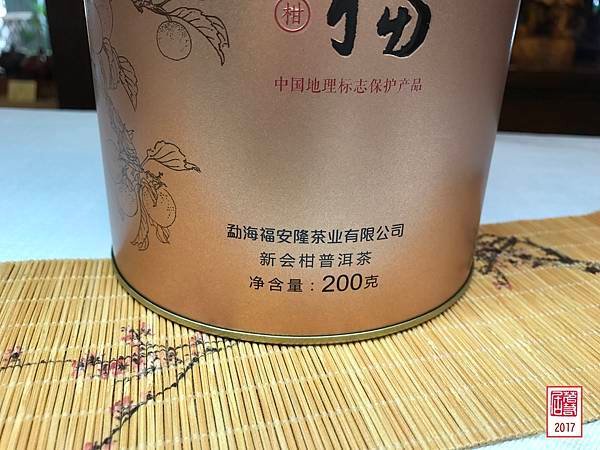 柑
福
中国地理标志保护产品
勐海福安隆茶业有限公司
新会柑普洱茶
净含量：200克
2017